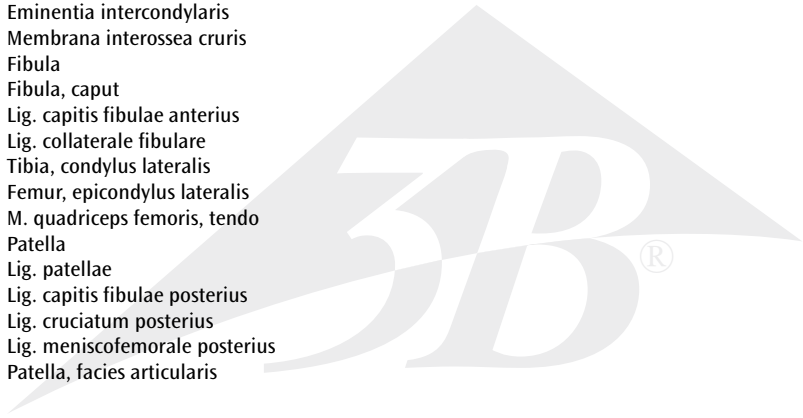 Eminentia intercondylaris
Membrana interossea cruris
Fibula
Fibula, caput
Lig. capitis fibulae anterius
Lig. collaterale fibulare
Tibia, condylus lateralis
Femur, epicondylus lateralis
M. quadriceps femoris, tendo
Patella
Lig. patellae
Lig. capitis fibulae posterius
Lig. cruciatum posterius
Lig. meniscofemorale posterius
Patella, facies articularis
3B
®